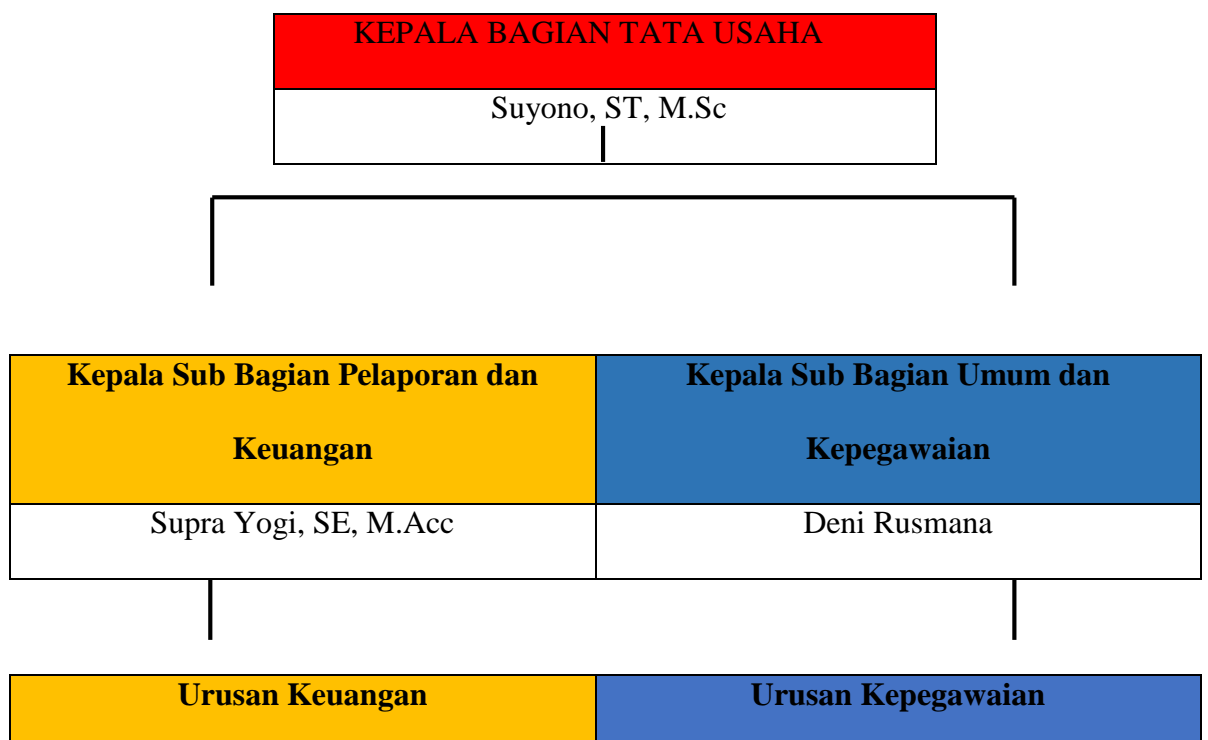 KEPALA BAGIAN TATA USAHA
Suyono, ST, M.Sc
Kepala Sub Bagian Pelaporan dan
Keuangan
Kepala Sub Bagian Umum dan
Kepegawaian
Supra Yogi, SE, M.Acc
Deni Rusmana
Urusan Keuangan
Urusan Kepegawaian